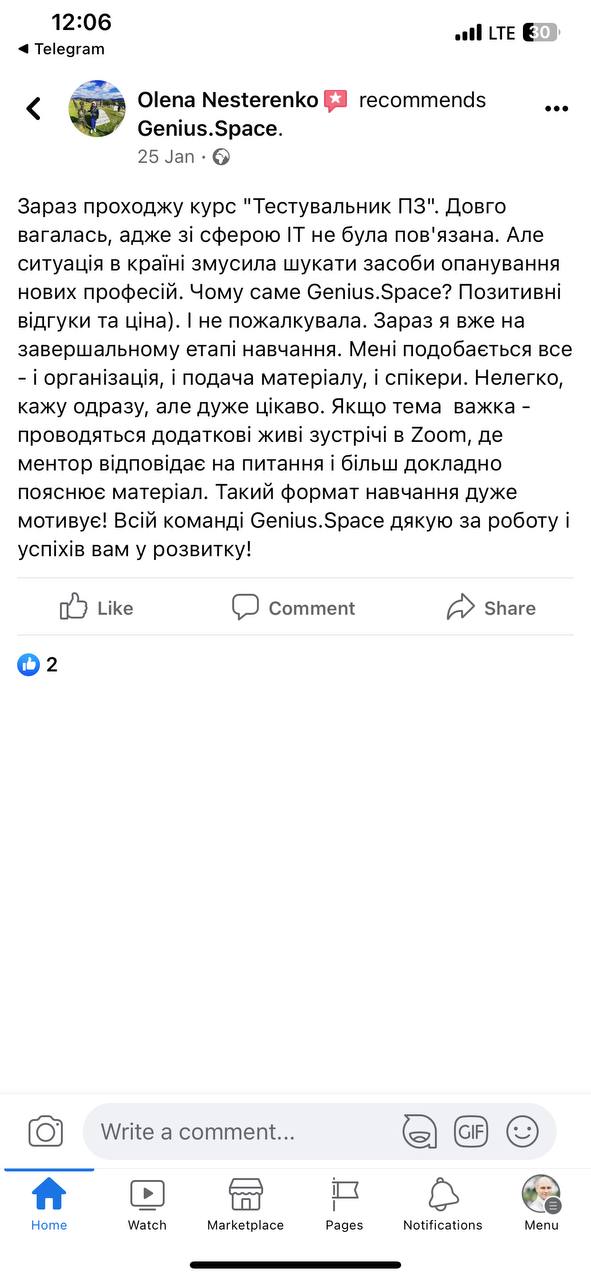 12:06
LTE 30
◄ Telegram
Olena Nesterenko recommends
Genius.Space.
25 Jan ·
Зараз проходжу курс "Тестувальник ПЗ". Довго
вагалась, адже зі сферою ІТ не була пов'язана. Але
ситуація в країні змусила шукати засоби опанування
нових професій. Чому саме Genius.Space? Позитивні
відгуки та ціна). І не пожалкувала. Зараз я вже на
завершальному етапі навчання. Мені подобається все
- і організація, і подача матеріалу, і спікери. Нелегко,
кажу одразу, але дуже цікаво. Якщо тема  важка -
проводяться додаткові живі зустрічі в Zoom, де
ментор відповідає на питання і більш докладно
пояснює матеріал. Такий формат навчання дуже
мотивує! Всій команді Genius.Space дякую за роботу і
успіхів вам у розвитку!
Like Comment Share
2
Write a comment...
GIF
Home Watch Marketplace Pages Notifications Menu